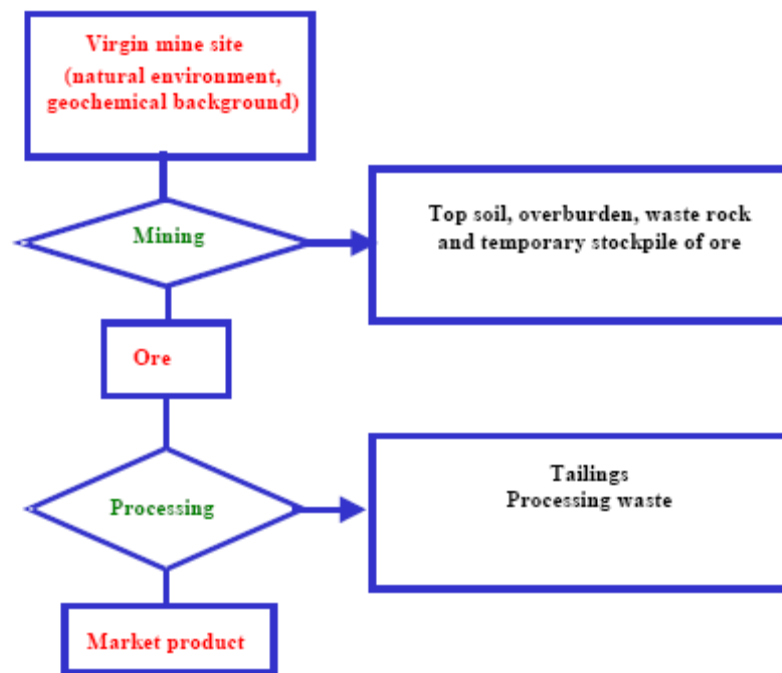 Virgin mine site
(natural environment,
geochemical background)
Mining
Top soil, overburden, waste rock
and temporary stockpile of ore
Ore
Processing
Tailings
Processing waste
Market product